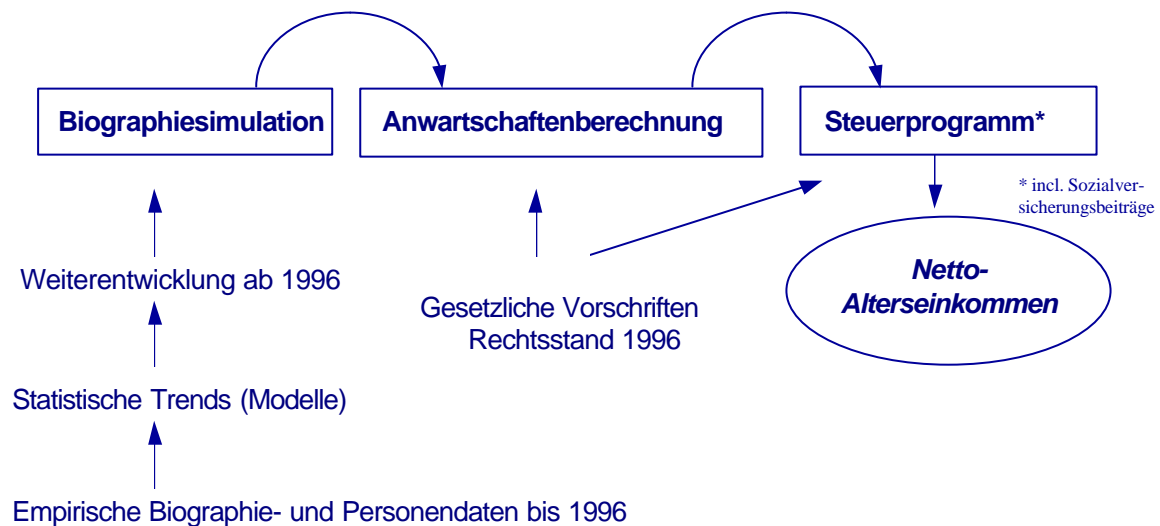 Biographiesimulation
Anwartschaftenberechnung
Steuerprogramm*
* incl. Sozialver-
sicherungsbeiträge
Weiterentwicklung ab 1996
Netto-
Alterseinkommen
Gesetzliche Vorschriften
Rechtsstand 1996
Statistische Trends (Modelle)
Empirische Biographie- und Personendaten bis 1996